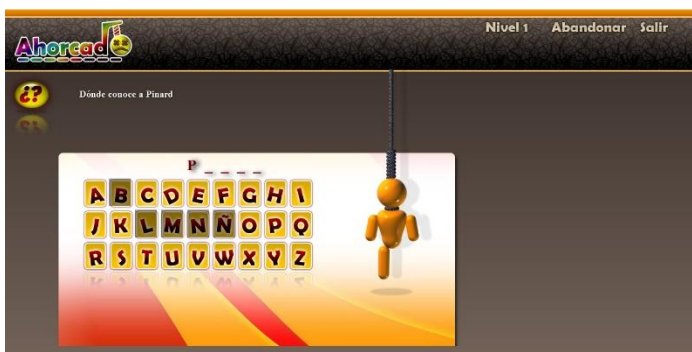 Nivel 1 Abandonar Salir
Ahorcado
¿?
Dónde conoce a Pinard
P _ _ _ _
A B C D E F G H I
J K L M N Ñ O P Q
R S T U V W X Y Z